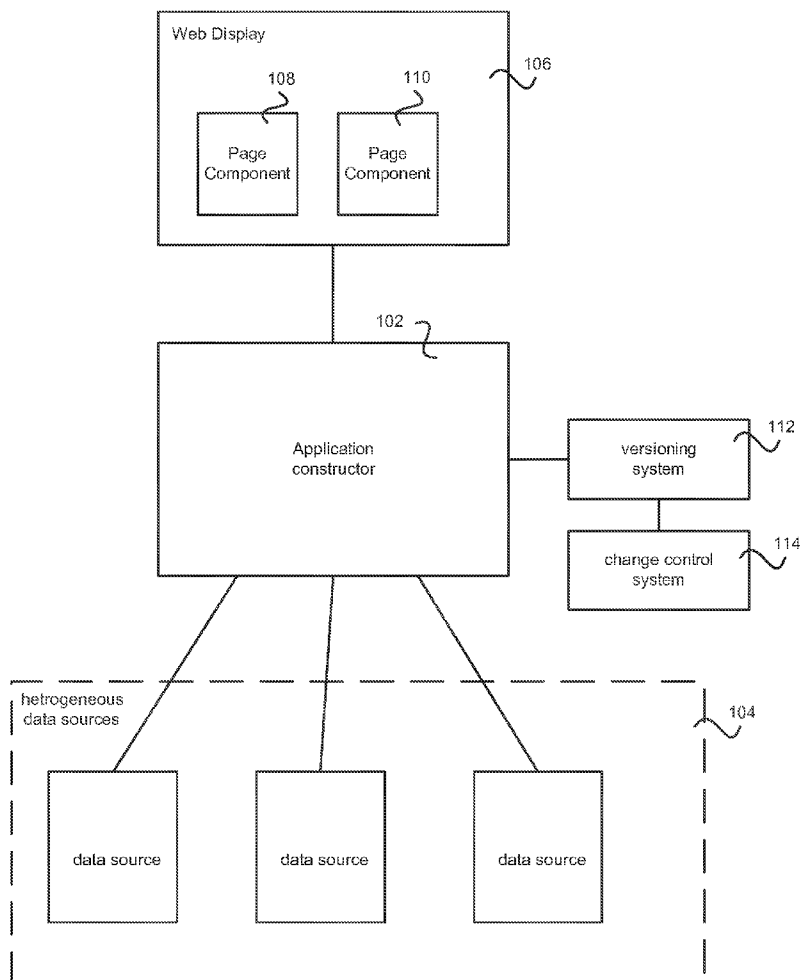 Web Display
106
108
110
Page
Component
Page
Component
102
Application
constructor
112
versioning
system
114
change control
system
hetrogeneous
data sources
104
data source
data source
data source